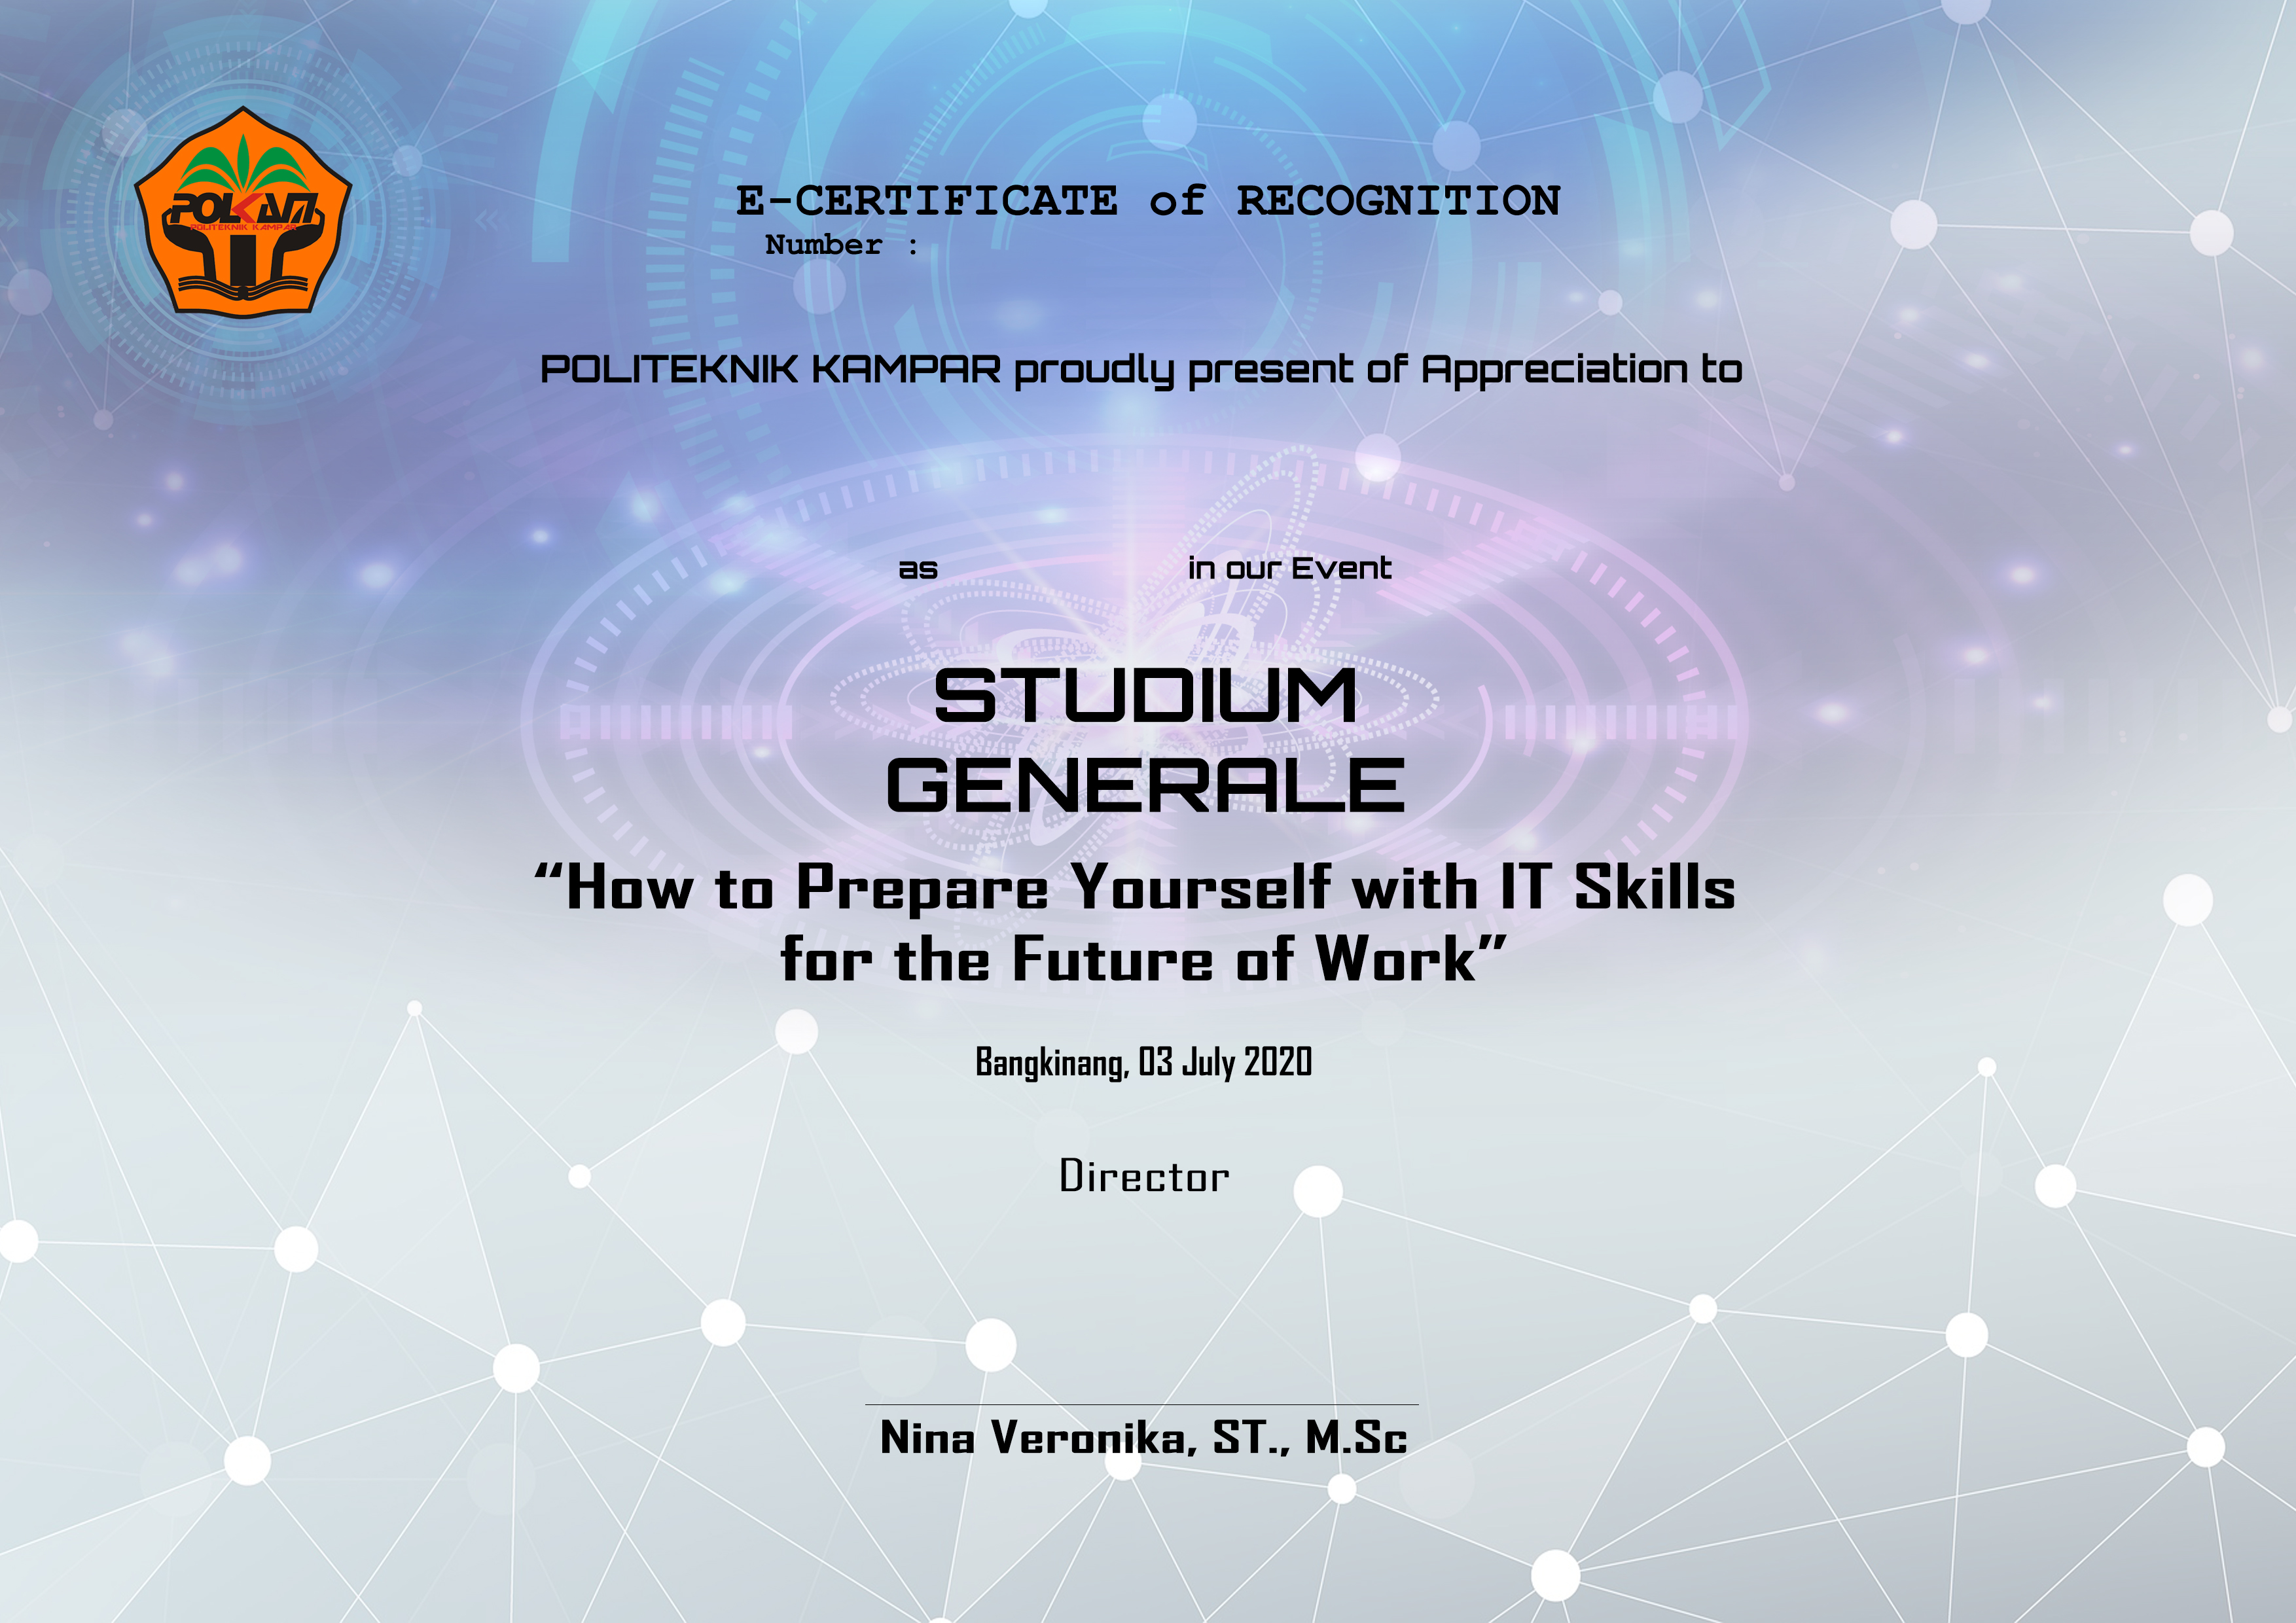 POLKAM
POLITEKNIK KAMPAR
E-CERTIFICATE of RECOGNITION
Number :
POLITEKNIK KAMPAR proudly present of Appreciation to
as in our Event
STUDIUM
GENERALE
“How to Prepare Yourself with IT Skills
for the Future of Work”
Bangkinang, 03 July 2020
Director
Nina Veronika, ST., M.Sc